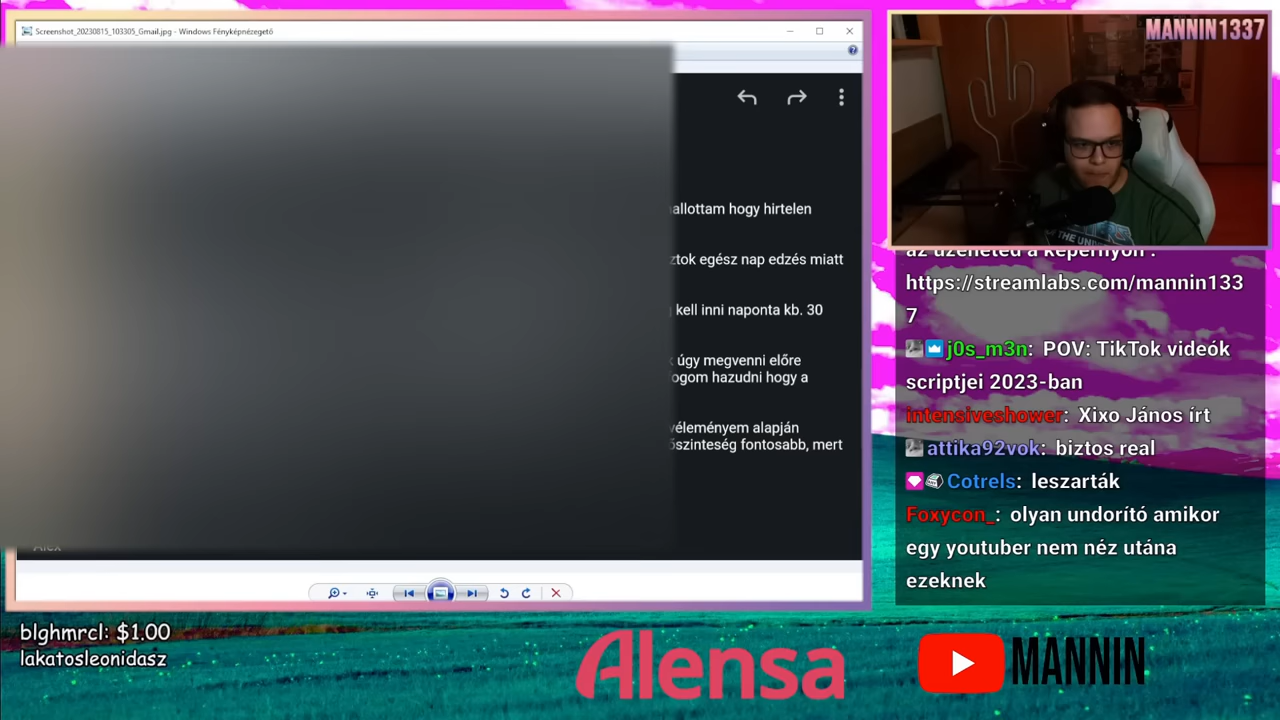 Screenshot_20230815_103305_Gmail.jpg - Windows Fényképnézegető
MANNIN1337
allottam hogy hirtelen
ztok egész nap edzés miatt
kell inni naponta kb. 30
úgy megvenni előre
ogom hazudni hogy a
véleményem alapján
őszinteség fontosabb, mert
Alex
az üzeneted a képernyőn :
https://streamlabs.com/mannin133
7
j0s_m3n: POV: TikTok videók
scriptjei 2023-ban
intensiveshower: Xixo János írt
attika92vok: biztos real
Cotrels: leszarták
Foxycon_: olyan undorító amikor
egy youtuber nem néz utána
ezeknek
blghmrcl: $1.00
lakatosleonidasz
Alensa
MANNIN